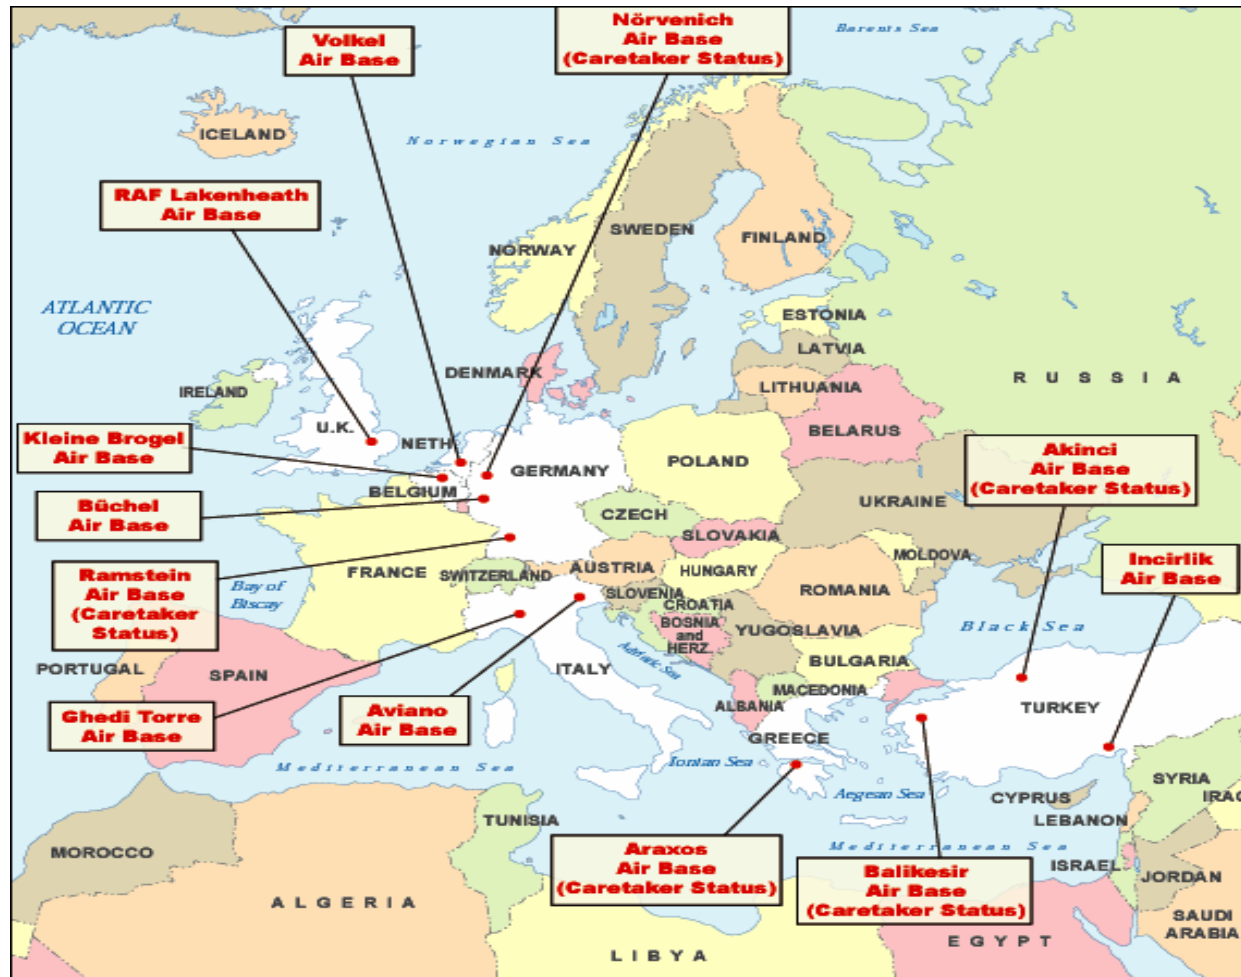 Nörvenich
Air Base
(Caretaker Status)
Volkel
Air Base
Barents Sea
ICELAND
Norwegian Sea
RAF Lakenheath
Air Base
SWEDEN
FINLAND
NORWAY
ATLANTIC
OCEAN
ESTONIA
LATVIA
DENMARK
RUSSIA
LITHUANIA
IRELAND
U.K.
BELARUS
Kleine Brogel
Air Base
NETH
GERMANY
POLAND
Akinci
Air Base
(Caretaker Status)
BELGIUM
UKRAINE
Büchel
Air Base
CZECH
SLOVAKIA
MOLDOVA
Incirlik
Air Base
Ramstein
Air Base
(Caretaker
Status)
Bay of
Biscay
FRANCE
SWITZERLAND
AUSTRIA
HUNGARY
ROMANIA
SLOVENIA
CROATIA
BOSNIA
and
HERZ.
YUGOSLAVIA
Black Sea
PORTUGAL
SPAIN
ITALY
Adriatic Sea
BULGARIA
MACEDONIA
ALBANIA
TURKEY
Ghedi Torre
Air Base
Aviano
Air Base
GREECE
Mediterranean Sea
Ionian Sea
Aegean Sea
SYRIA
IRAQ
CYPRUS
LEBANON
TUNISIA
MOROCCO
Araxos
Air Base
(Caretaker Status)
Mediterranean Sea
Balikesir
Air Base
(Caretaker Status)
ISRAEL
JORDAN
ALGERIA
SAUDI
ARABIA
LIBYA
EGYPT